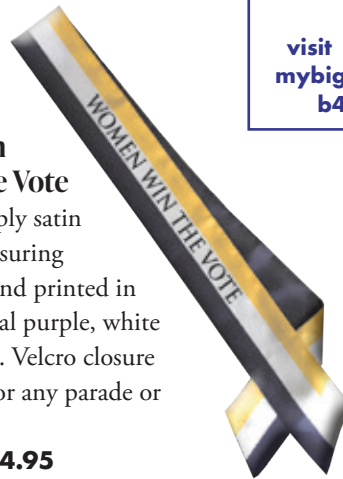 visit
mybig
b4
WOMEN WIN THE VOTE
Vote
ply satin
suring
nd printed in
al purple, white
. Velcro closure
or any parade or
4.95